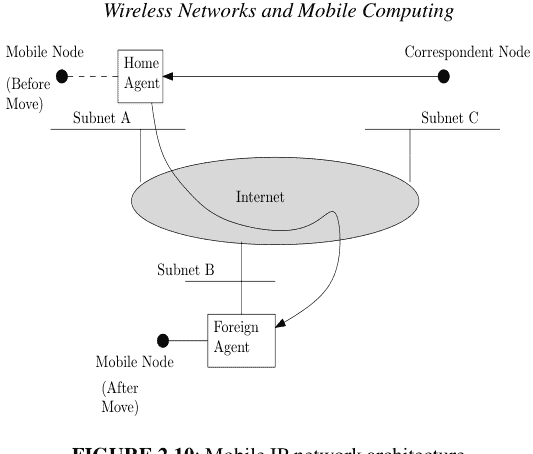 Wireless Networks and Mobile Computing
Mobile Node
(Before
Move)
Home
Agent
Correspondent Node
Subnet A
Subnet C
Internet
Subnet B
Foreign
Agent
Mobile Node
(After
Move)
FIGURE 2.10: Mobile IP network architecture